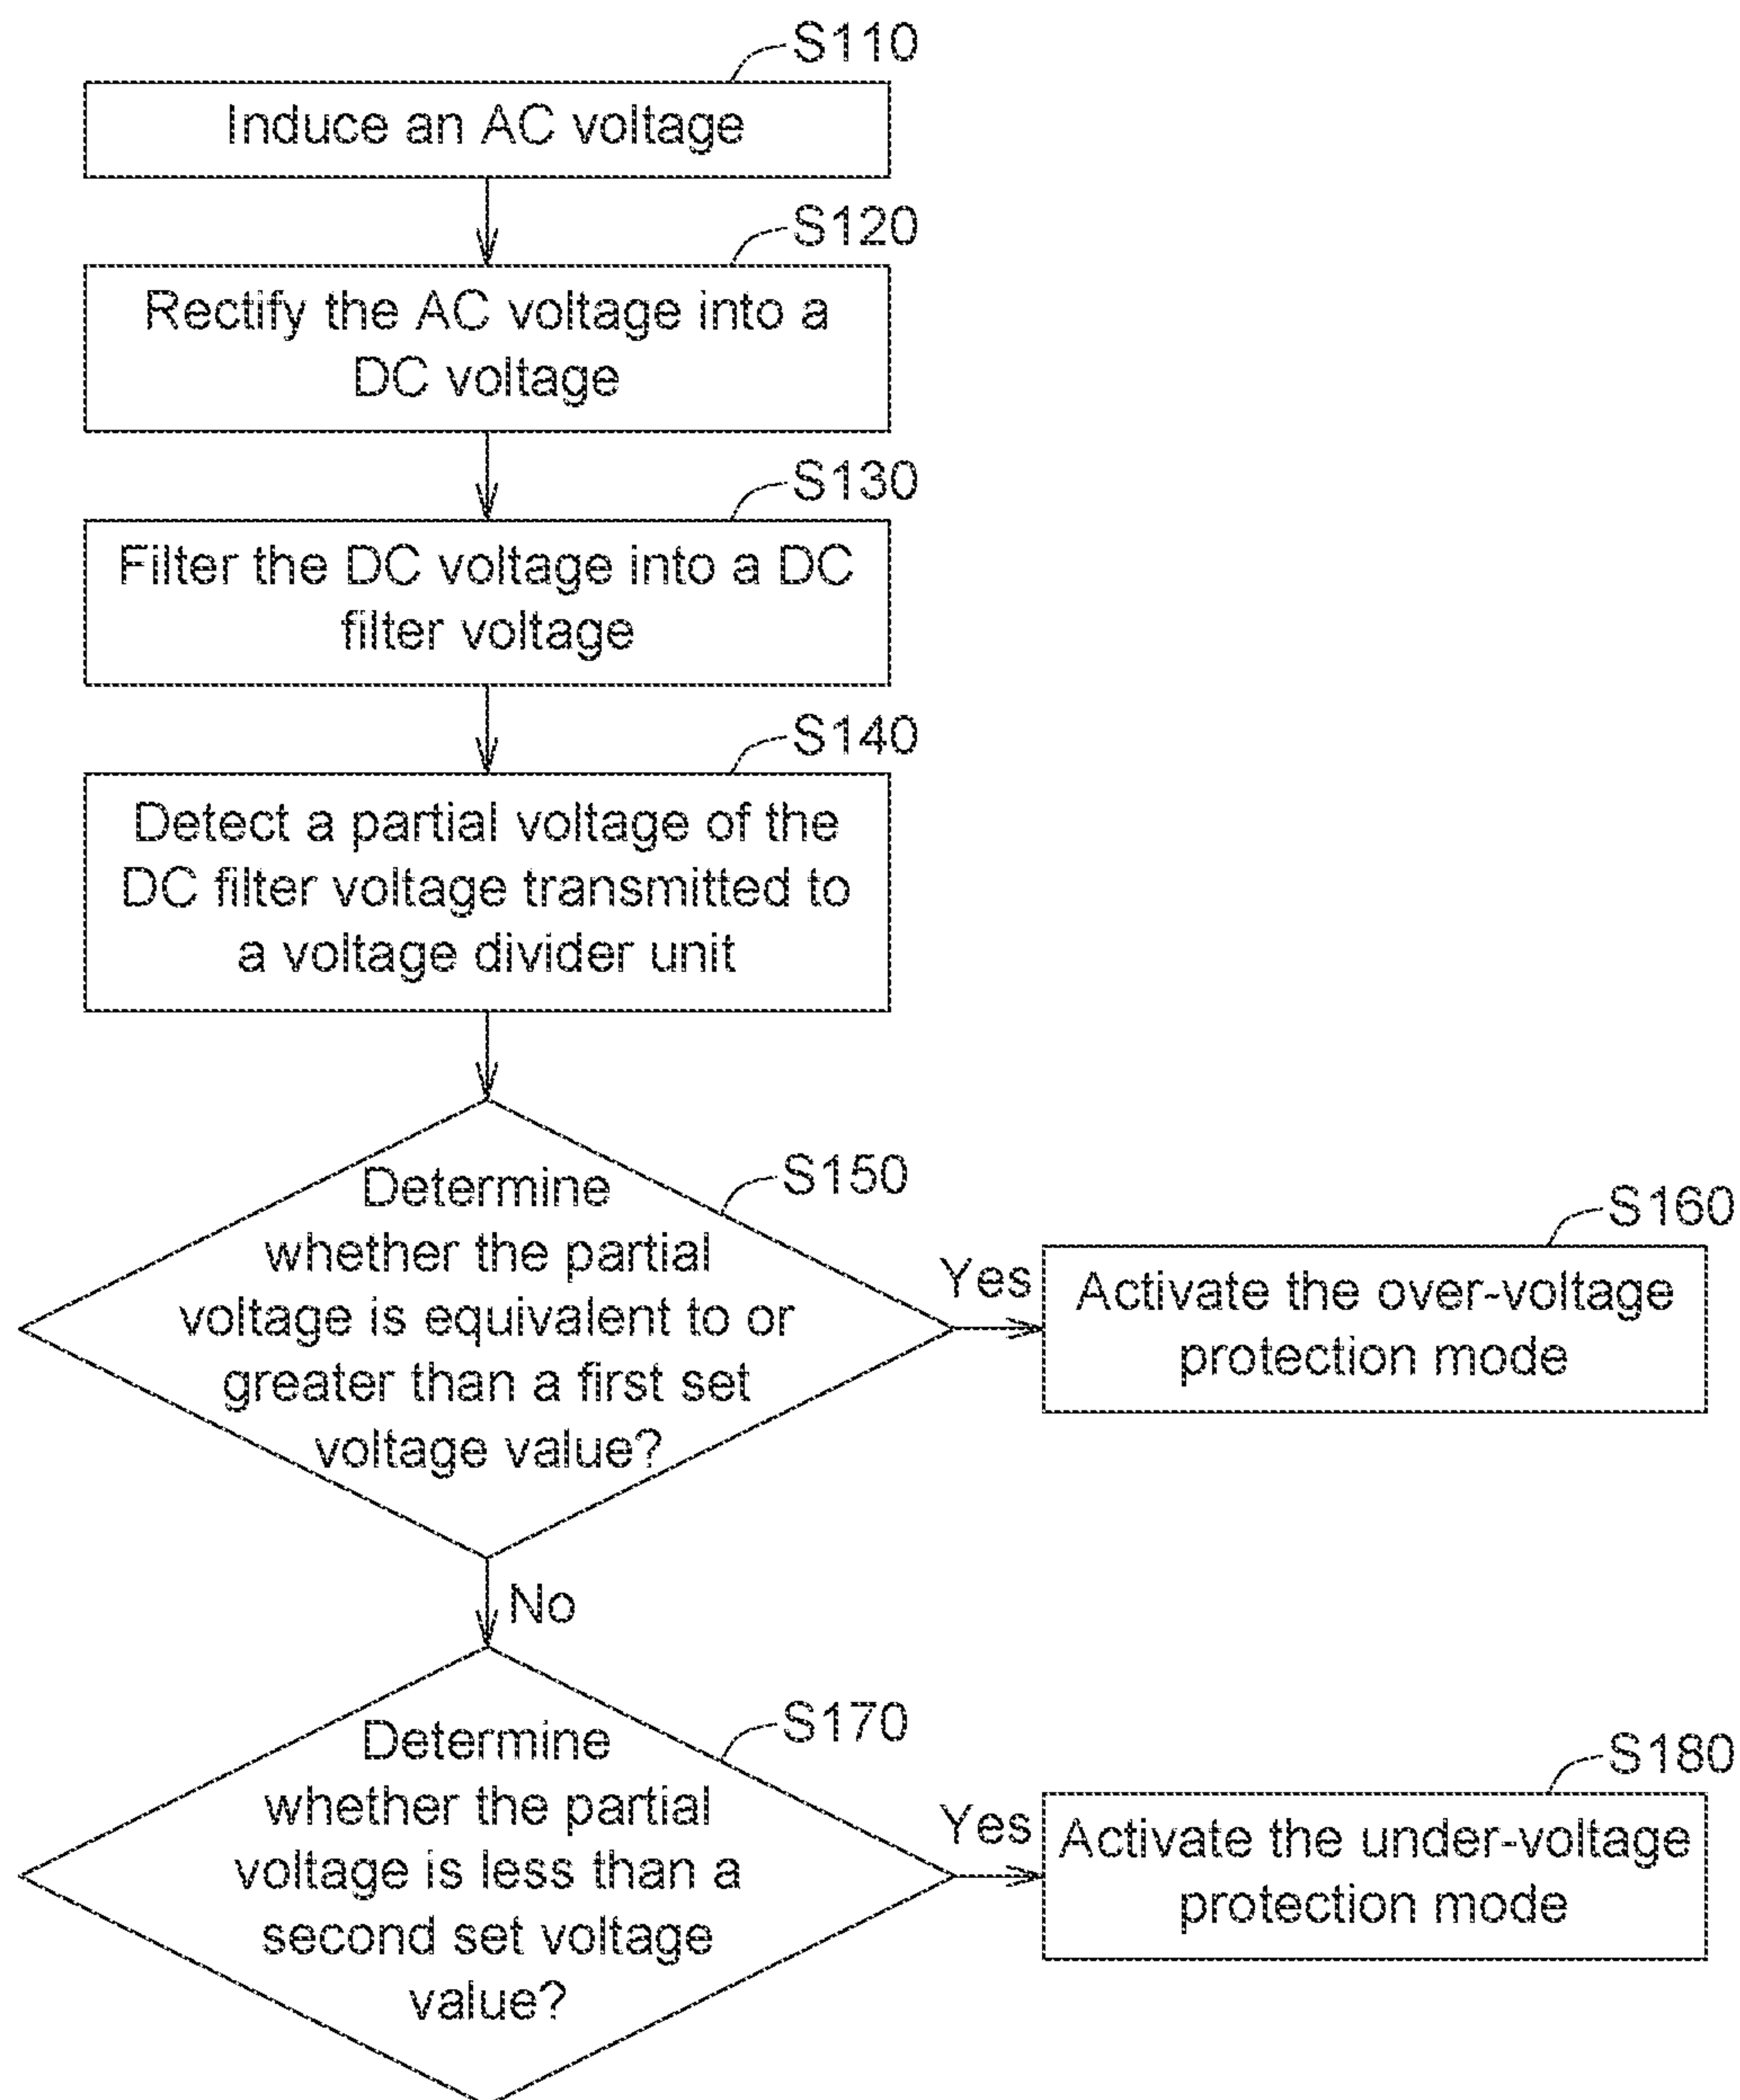 S110
Induce an AC voltage
S120
Rectify the AC voltage into a
DC voltage
S130
Filter the DC voltage into a DC
filter voltage
S140
Detect a partial voltage of the
DC filter voltage transmitted to
a voltage divider unit
S150
Determine
whether the partial
voltage is equivalent to or
greater than a first set
voltage value?
Yes
S160
Activate the over-voltage
protection mode
No
S170
Determine
whether the partial
voltage is less than a
second set voltage
value?
Yes
S180
Activate the under-voltage
protection mode